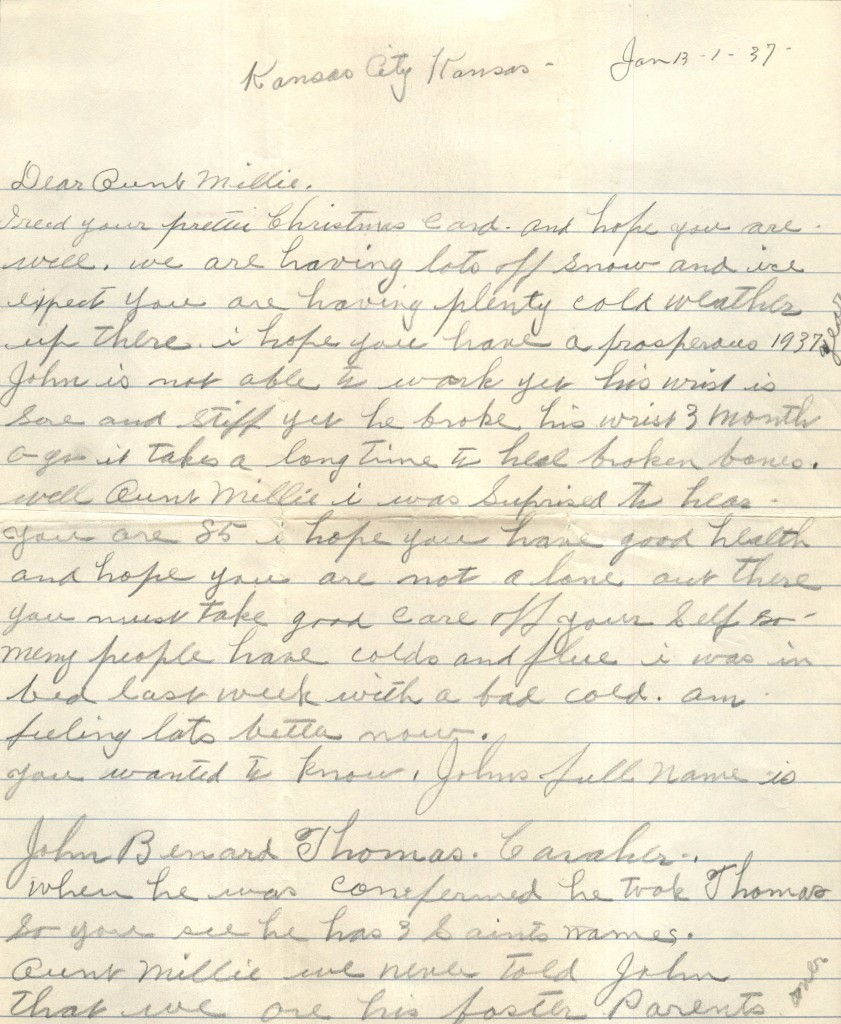 Kansas City Kansas - Jan 13 - 1 - 37 -
Dear Aunt Millie.
I recd your prettie Christmas Card. and hope you are
well. we are having lots off snow and ice
expect you are having plenty cold weather
up there. i hope you have a prosperous 1937 year
John is not able to work yet his wrist is
sore and stiff yet he broke his wrist 3 month
a-go it takes a long time to heal broken bones.
well Aunt Millie i was Suprised to hear
you are 85 i hope you have good health
and hope you are not a lone out there
you must take good care off your Self so-
meny people have colds and flue i was in
bed last week with a bad cold. am
feeling lots better now.
you wanted to know, Johns full name is
John Benard Thomas. Caraher.
when he was conefermed he took Thomas
So you see he has 3 Saints names.
Aunt Millie we never told John
that we are his foster Parents